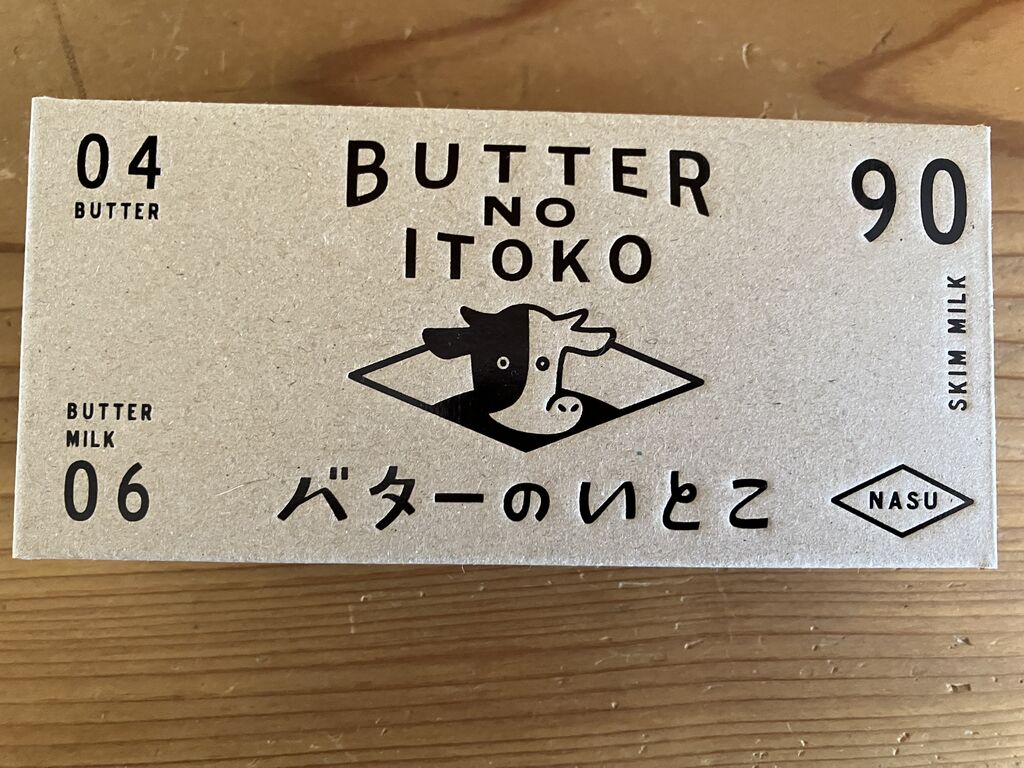 04
BUTTER
BUTTER
NO
ITOKO
90
SKIM MILK
BUTTER
MILK
06
バターのいとこ
NASU